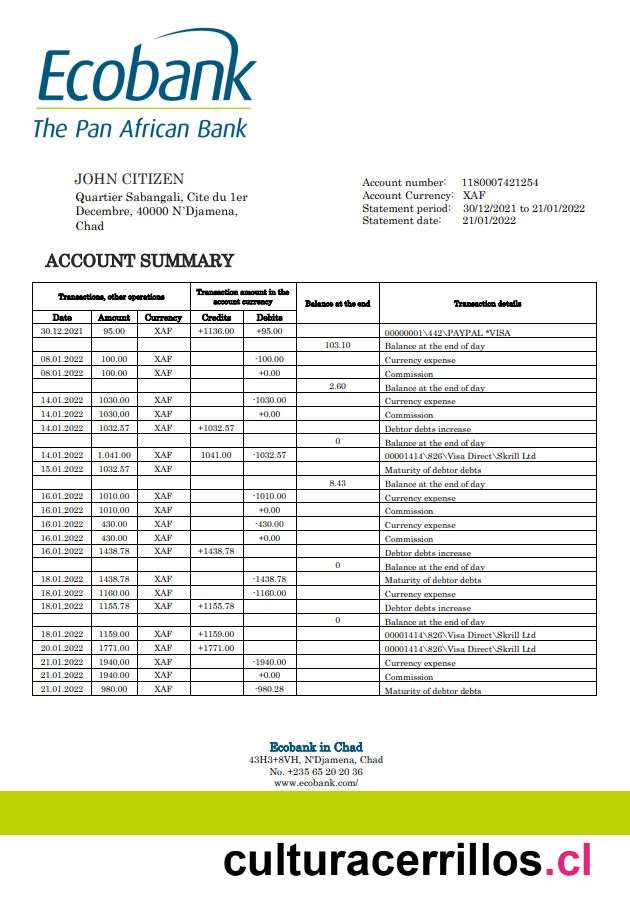 Ecobank
The Pan African Bank
JOHN CITIZEN
Quartier Sabangali, Cite du 1er
Decembre, 40000 N’Djamena,
Chad
Account number: 1180007421254
Account Currency: XAF
Statement period: 30/12/2021 to 21/01/2022
Statement date: 21/01/2022
ACCOUNT SUMMARY
Transactions, other operations
Transaction amount in the
account currency
Balance at the end
Transaction details
Date Amount Currency Credits Debits
30.12.2021 95.00 XAF +1136.00 +95.00 00000001\442\PAYPAL *VISA
103.10 Balance at the end of day
08.01.2022 100.00 XAF -100.00 Currency expense
08.01.2022 100.00 XAF +0.00 Commission
2.60 Balance at the end of day
14.01.2022 1030.00 XAF -1030.00 Currency expense
14.01.2022 1030.00 XAF +0.00 Commission
14.01.2022 1032.57 XAF +1032.57 Debtor debts increase
0 Balance at the end of day
14.01.2022 1.041.00 XAF 1041.00 -1032.57 00001414\826\Visa Direct\Skrill Ltd
15.01.2022 1032.57 XAF Maturity of debtor debts
8.43 Balance at the end of day
16.01.2022 1010.00 XAF -1010.00 Currency expense
16.01.2022 1010.00 XAF +0.00 Commission
16.01.2022 430.00 XAF -430.00 Currency expense
16.01.2022 430.00 XAF +0.00 Commission
16.01.2022 1438.78 XAF +1438.78 Debtor debts increase
0 Balance at the end of day
18.01.2022 1438.78 XAF -1438.78 Maturity of debtor debts
18.01.2022 1160.00 XAF -1160.00 Currency expense
18.01.2022 1155.78 XAF +1155.78 Debtor debts increase
0 Balance at the end of day
18.01.2022 1159.00 XAF +1159.00 00001414\826\Visa Direct\Skrill Ltd
20.01.2022 1771.00 XAF +1771.00 00001414\826\Visa Direct\Skrill Ltd
21.01.2022 1940.00 XAF -1940.00 Currency expense
21.01.2022 1940.00 XAF +0.00 Commission
21.01.2022 980.00 XAF -980.28 Maturity of debtor debts
Ecobank in Chad
43H3+8VH, N'Djamena, Chad
No. +235 65 20 20 36
www.ecobank.com/
culturacerrillos.cl